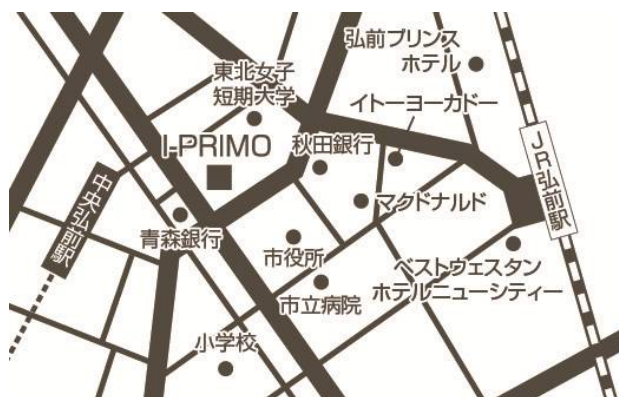 弘前プリンス
ホテル
東北女子
短期大学
イトーヨーカドー
I-PRIMO
秋田銀行
JR弘前駅
中央弘前駅
マクドナルド
青森銀行
市役所
ベストウェスタン
ホテルニューシティー
市立病院
小学校